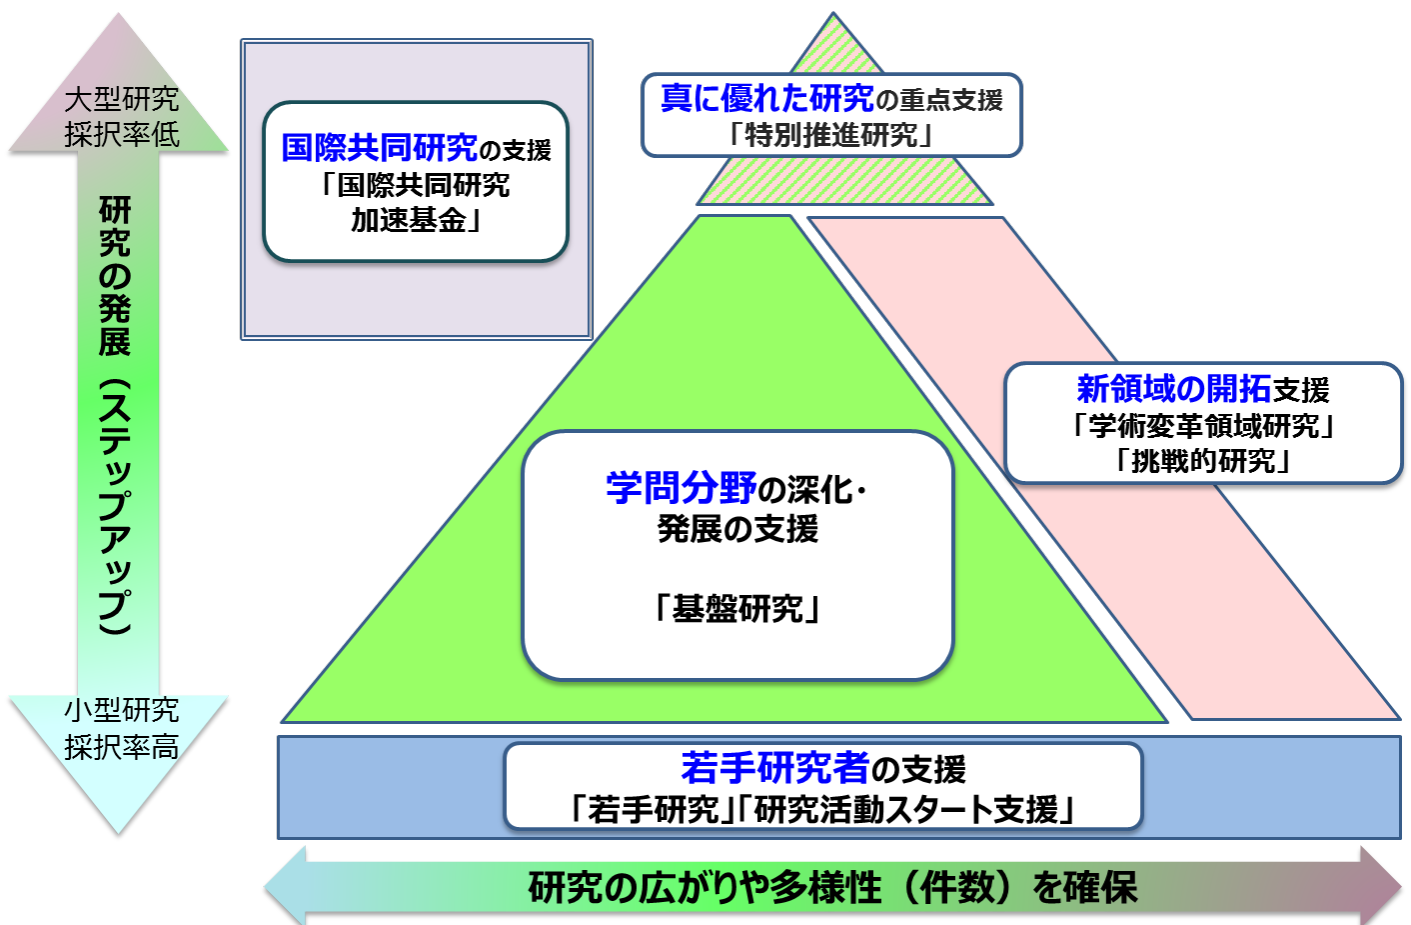 大型研究
採択率低
研究の発展（ステップアップ）
小型研究
採択率高
国際共同研究の支援
「国際共同研究
加速基金」
真に優れた研究の重点支援
「特別推進研究」
新領域の開拓支援
「学術変革領域研究」
「挑戦的研究」
学問分野の深化・
発展の支援
「基盤研究」
若手研究者の支援
「若手研究」「研究活動スタート支援」
研究の広がりや多様性（件数）を確保